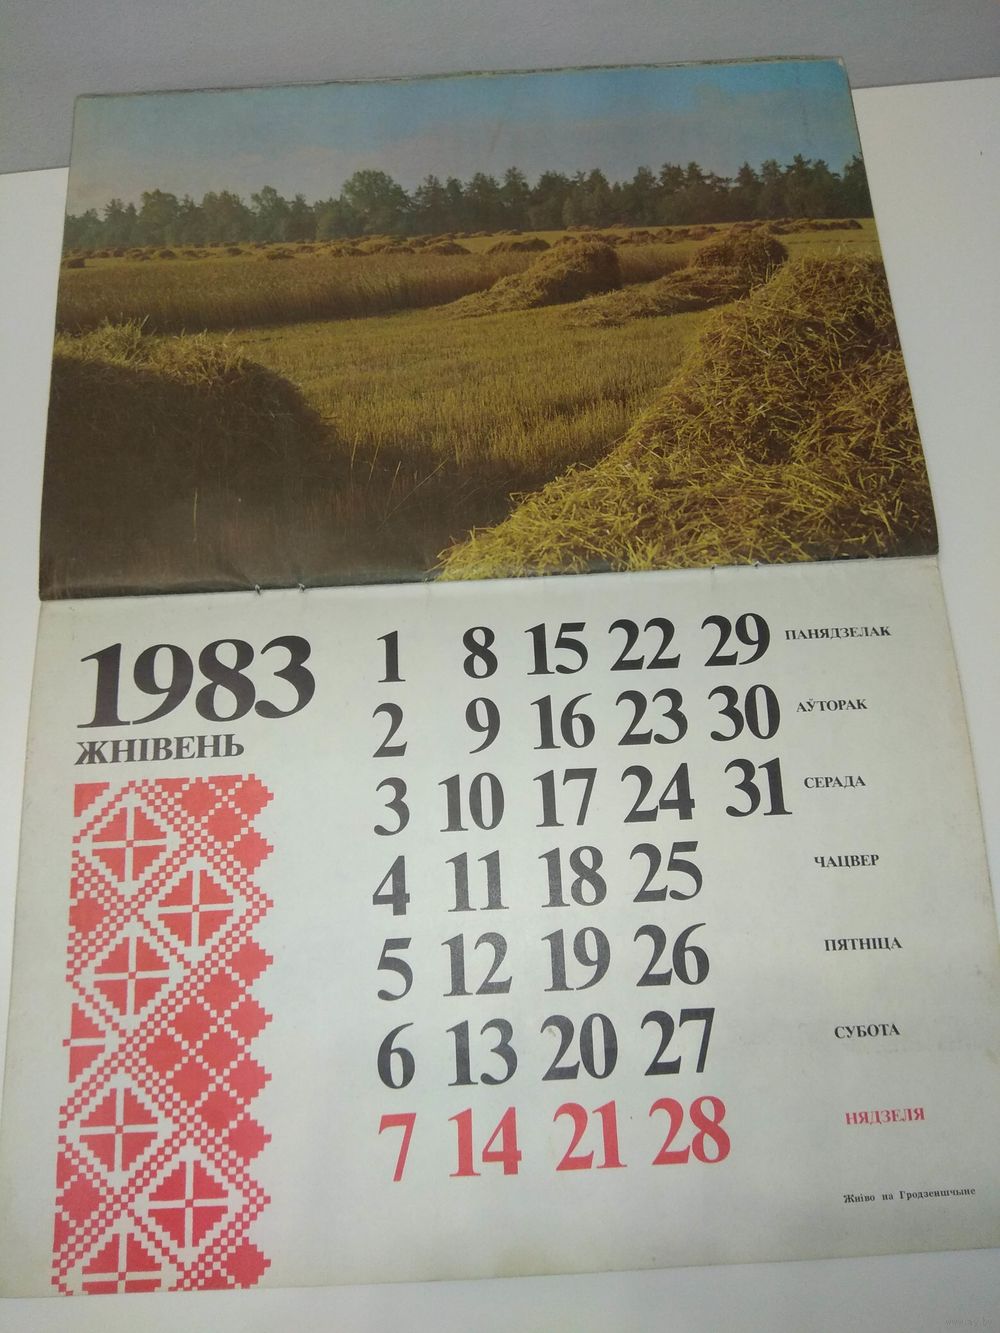 1983
ЖНІВЕНЬ
1 8 15 22 29 ПАНЯДЗЕЛАК
2 9 16 23 30 АЎТОРАК
3 10 17 24 31 СЕРАДА
4 11 18 25 ЧАЦВЕР
5 12 19 26 ПЯТНІЦА
6 13 20 27 СУБОТА
7 14 21 28 НЯДЗЕЛЯ
Жніво на Гродзеншчыне